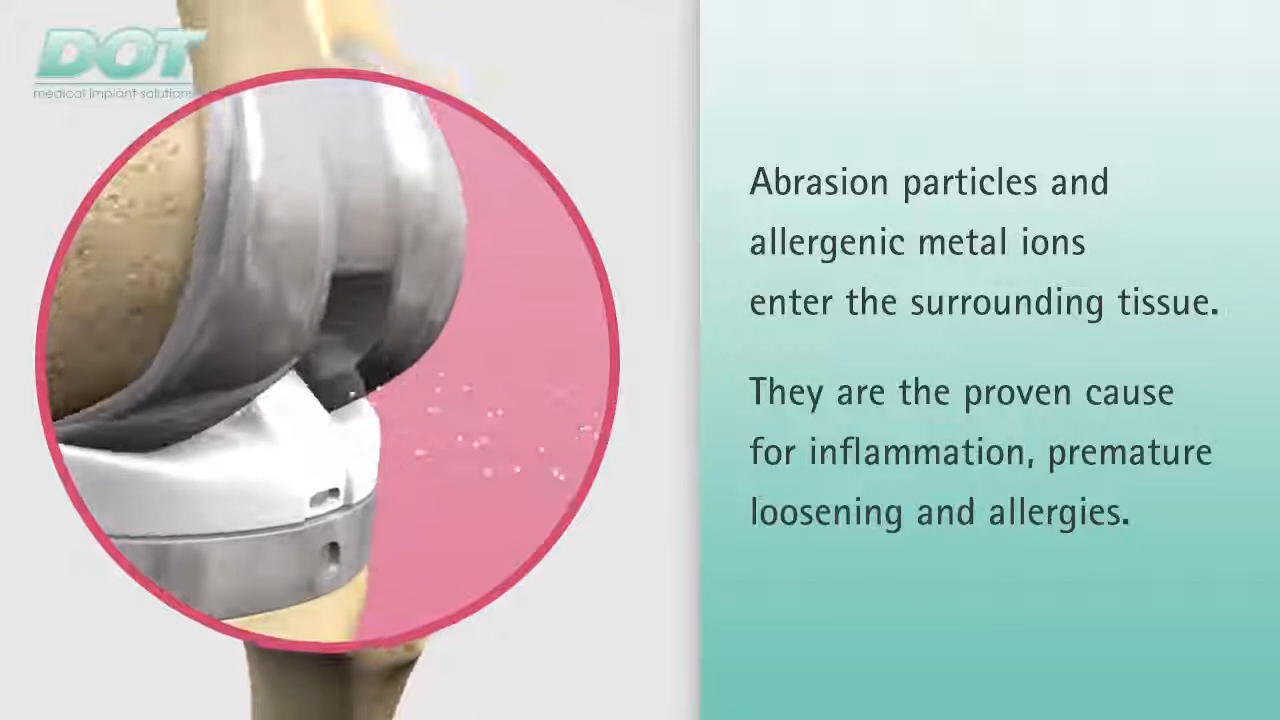 DOT
medical implant solutions
Abrasion particles and
allergenic metal ions
enter the surrounding tissue.
They are the proven cause
for inflammation, premature
loosening and allergies.